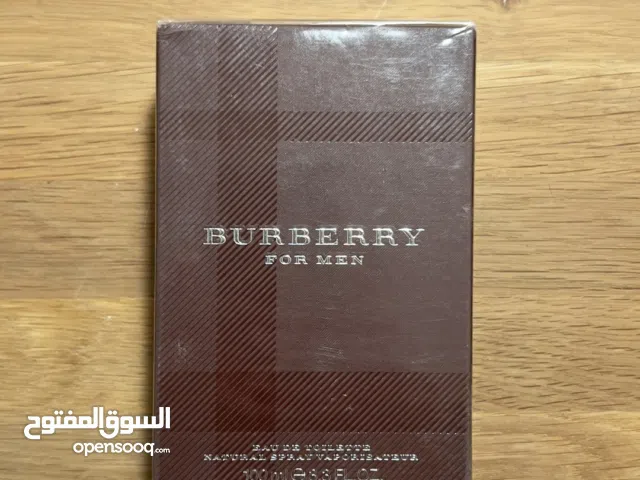 BURBERRY
FOR MEN
EAU DE TOILETTE
NATURAL SPRAY VAPORISATEUR
100 ml ℮ 3.3 FL.OZ.
السوق المفتوح
opensooq.com